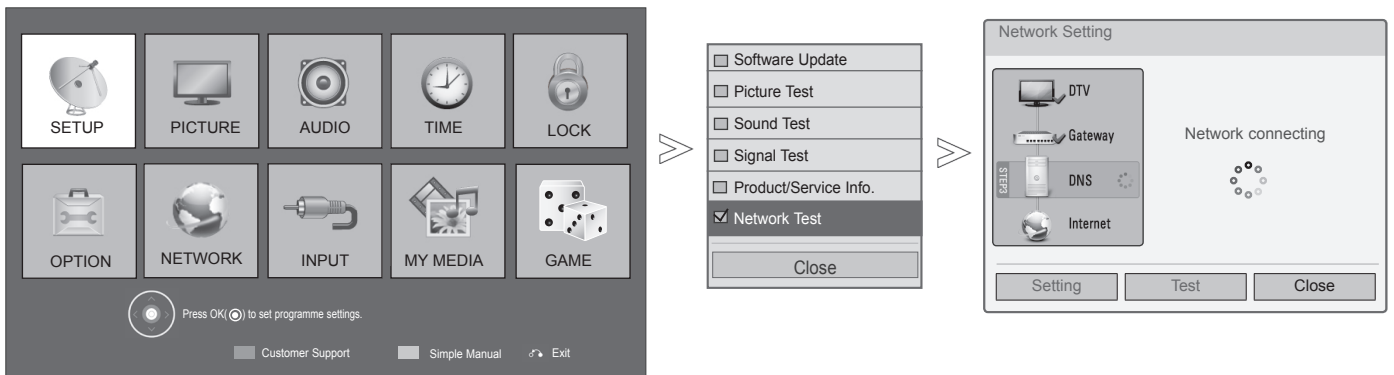 SETUP
PICTURE
AUDIO
TIME
LOCK
OPTION
NETWORK
INPUT
MY MEDIA
GAME
Press OK(◉) to set programme settings.
Customer Support
Simple Manual
Exit
Software Update
Picture Test
Sound Test
Signal Test
Product/Service Info.
Network Test
Close
Network Setting
DTV
Gateway
STEP3
DNS
Internet
Network connecting
Setting
Test
Close